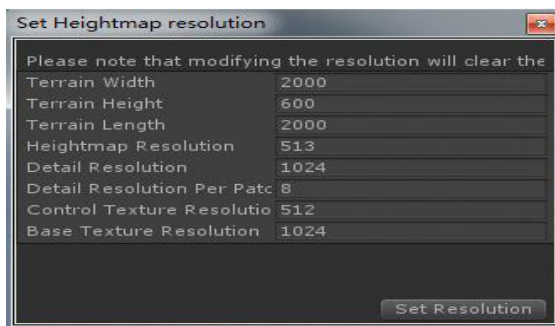 Set Heightmap resolution
Please note that modifying the resolution will clear the
Terrain Width 2000
Terrain Height 600
Terrain Length 2000
Heightmap Resolution 513
Detail Resolution 1024
Detail Resolution Per Patc 8
Control Texture Resolutio 512
Base Texture Resolution 1024
Set Resolution